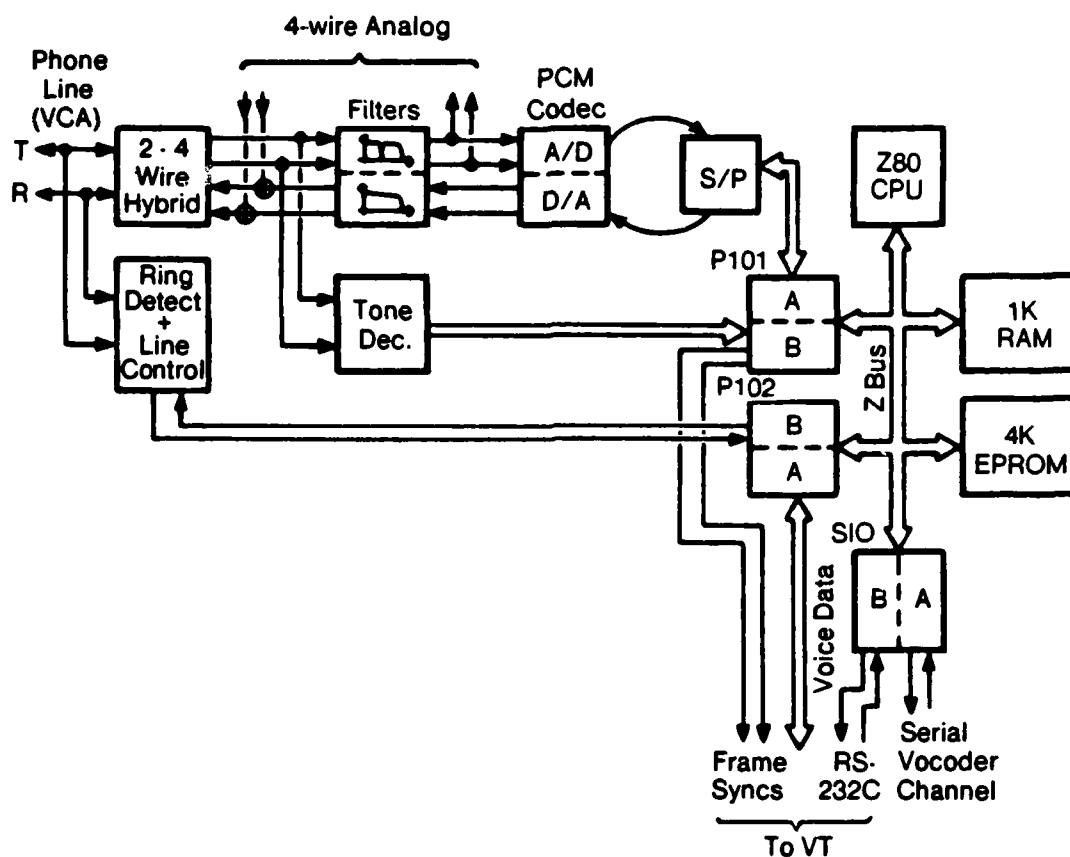 4-wire Analog
Phone
Line
(VCA)
T
R
2 · 4
Wire
Hybrid
Filters
PCM
Codec
A/D
D/A
S/P
Z80
CPU
Ring
Detect
+
Line
Control
Tone
Dec.
P101
A
B
P102
B
A
Z Bus
1K
RAM
4K
EPROM
SIO
B
A
Voice Data
Frame
Syncs
RS-
232C
Serial
Vocoder
Channel
To VT